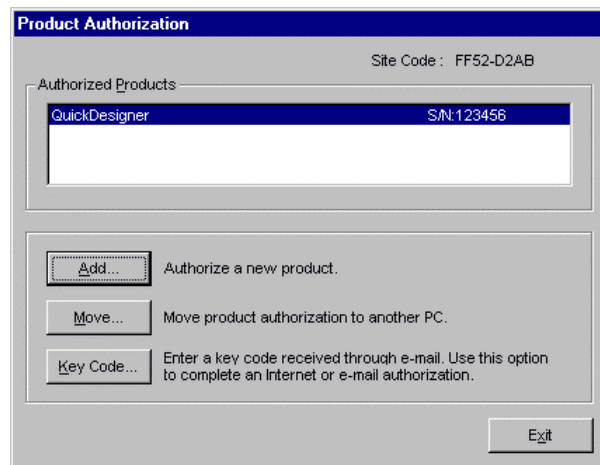 Product Authorization
Site Code : FF52-D2AB
Authorized Products
QuickDesigner S/N:123456
Add... Authorize a new product.
Move... Move product authorization to another PC.
Key Code... Enter a key code received through e-mail. Use this option
to complete an Internet or e-mail authorization.
Exit